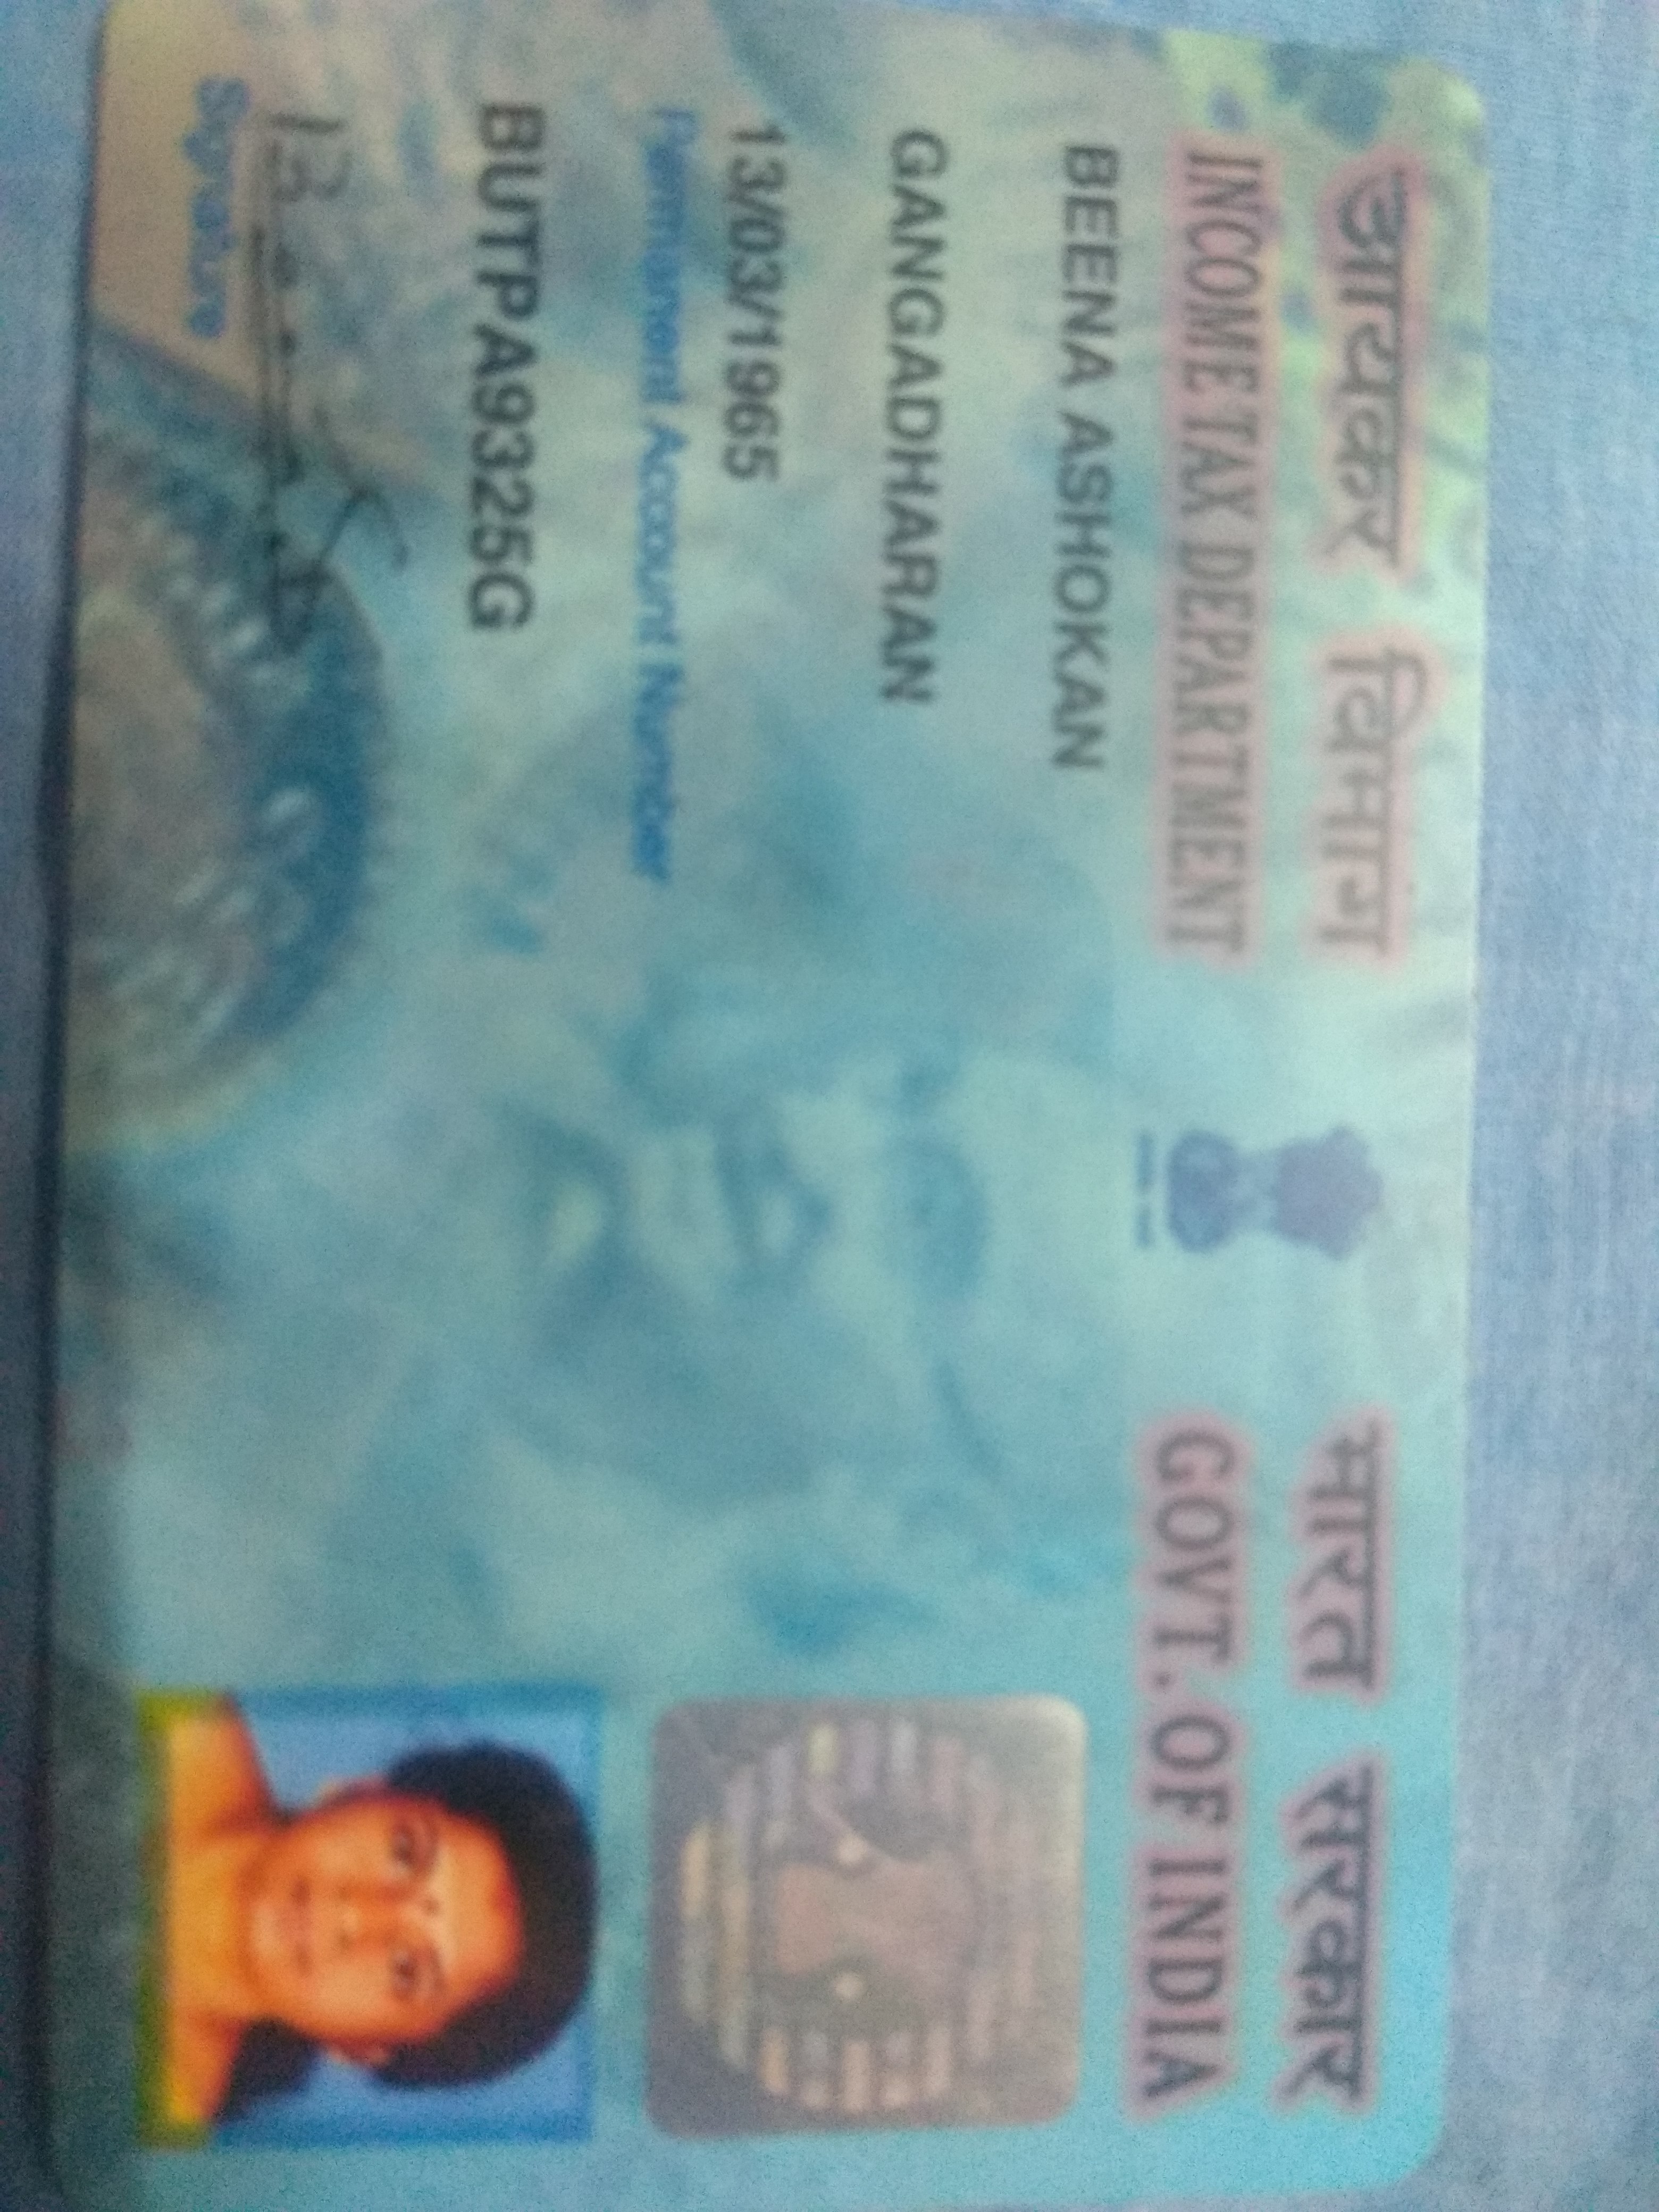 आयकर विभाग
INCOME TAX DEPARTMENT
भारत सरकार
GOVT. OF INDIA
BEENA ASHOKAN
GANGADHARAN
13/03/1965
Permanent Account Number
BUTPA9325G
Signature